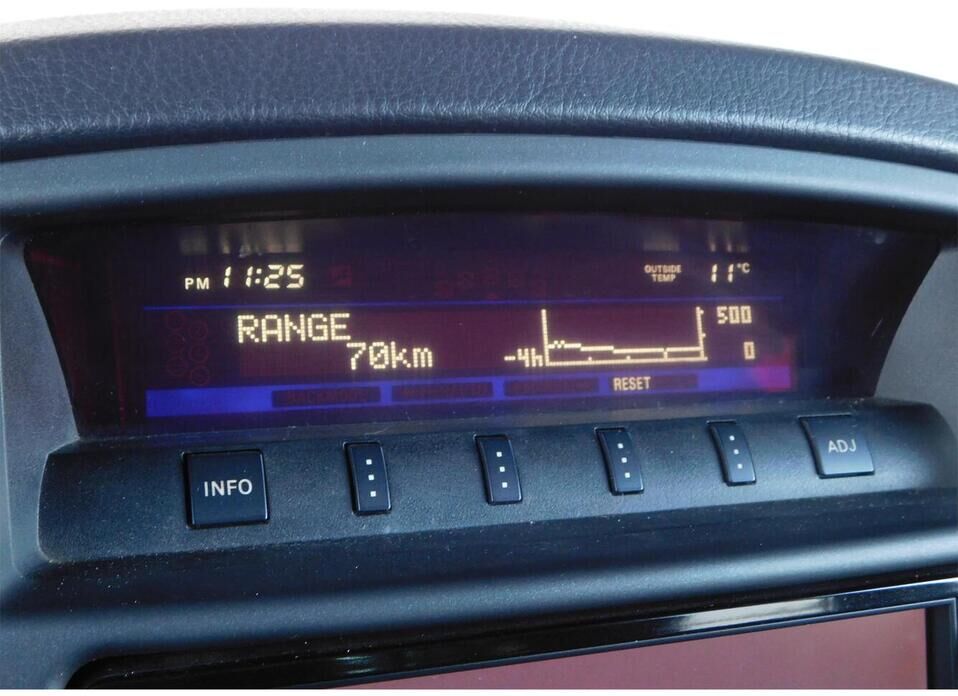 PM 11:25
OUTSIDE TEMP 11°C
RANGE
70km
-4h
500
0
RESET
INFO
ADJ